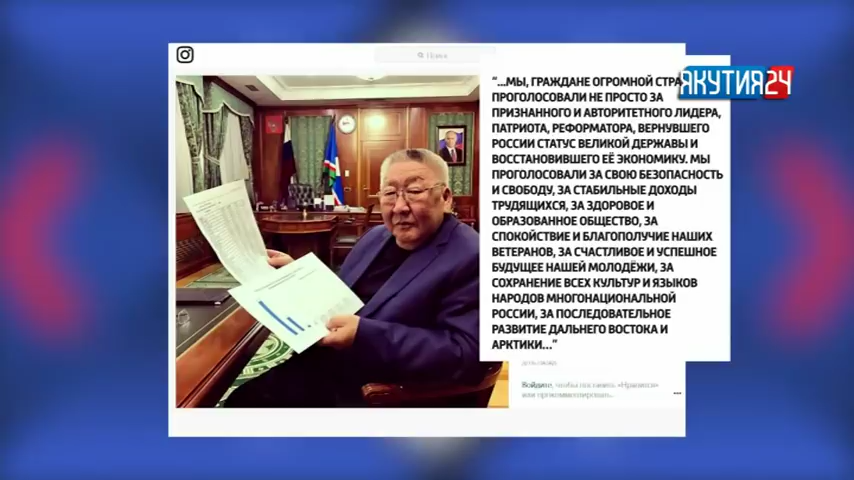 Поиск
ЯКУТИЯ24
“...МЫ, ГРАЖДАНЕ ОГРОМНОЙ
ПРОГОЛОСОВАЛИ НЕ ПРОСТО ЗА
ПРИЗНАННОГО И АВТОРИТЕТНОГО ЛИДЕРА,
ПАТРИОТА, РЕФОРМАТОРА, ВЕРНУВШЕГО
РОССИИ СТАТУС ВЕЛИКОЙ ДЕРЖАВЫ И
ВОССТАНОВИВШЕГО ЕЁ ЭКОНОМИКУ. МЫ
ПРОГОЛОСОВАЛИ ЗА СВОЮ БЕЗОПАСНОСТЬ
И СВОБОДУ, ЗА СТАБИЛЬНЫЕ ДОХОДЫ
ТРУДЯЩИХСЯ, ЗА ЗДОРОВОЕ И
ОБРАЗОВАННОЕ ОБЩЕСТВО, ЗА
СПОКОЙСТВИЕ И БЛАГОПОЛУЧИЕ НАШИХ
ВЕТЕРАНОВ, ЗА СЧАСТЛИВОЕ И УСПЕШНОЕ
БУДУЩЕЕ НАШЕЙ МОЛОДЁЖИ, ЗА
СОХРАНЕНИЕ ВСЕХ КУЛЬТУР И ЯЗЫКОВ
НАРОДОВ МНОГОНАЦИОНАЛЬНОЙ
РОССИИ, ЗА ПОСЛЕДОВАТЕЛЬНОЕ
РАЗВИТИЕ ДАЛЬНЕГО ВОСТОКА И
АРКТИКИ...“
Войдите, чтобы поставить «Нравится»
или прокомментировать.